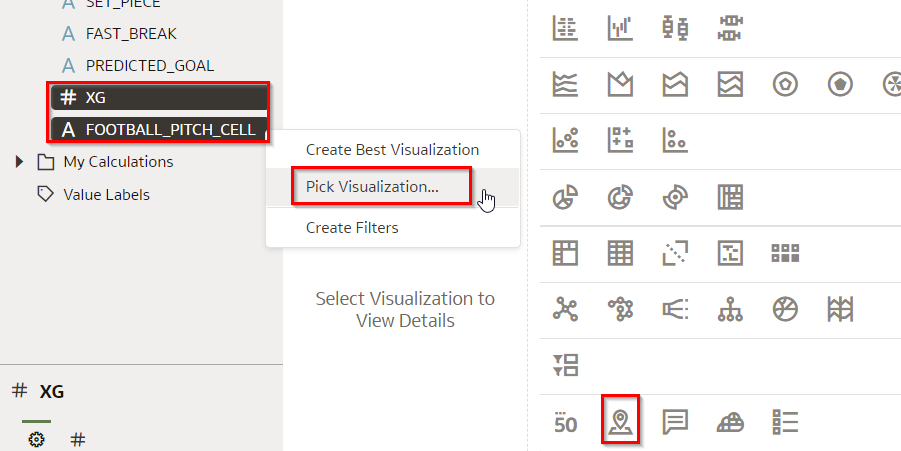 A SET_PIECE
A FAST_BREAK
A PREDICTED_GOAL
# XG
A FOOTBALL_PITCH_CELL
My Calculations
Value Labels
Create Best Visualization
Pick Visualization...
Create Filters
Select Visualization to
View Details
# XG
#
50